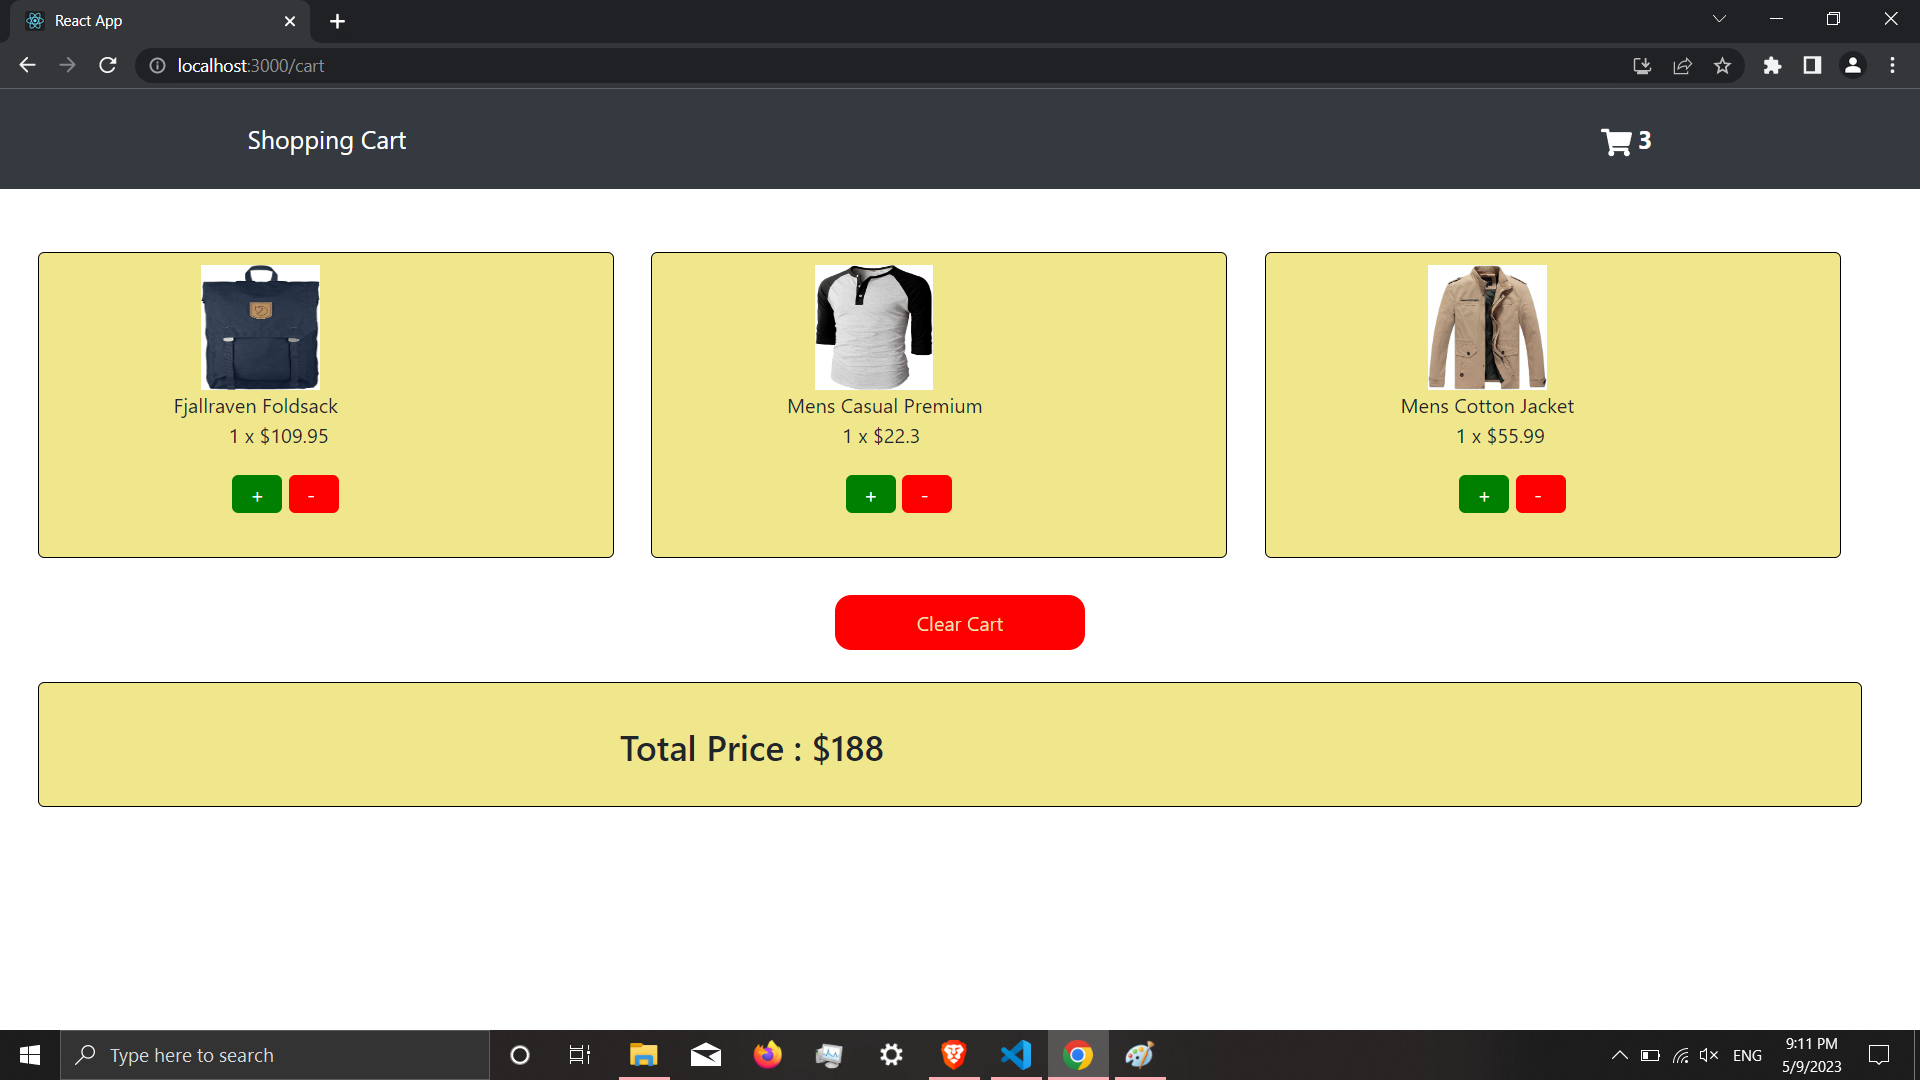 React App
localhost:3000/cart
Shopping Cart
3
Fjallraven Foldsack
1 x $109.95
+ -
Mens Casual Premium
1 x $22.3
+ -
Mens Cotton Jacket
1 x $55.99
+ -
Clear Cart
Total Price : $188
Type here to search
ENG
9:11 PM
5/9/2023